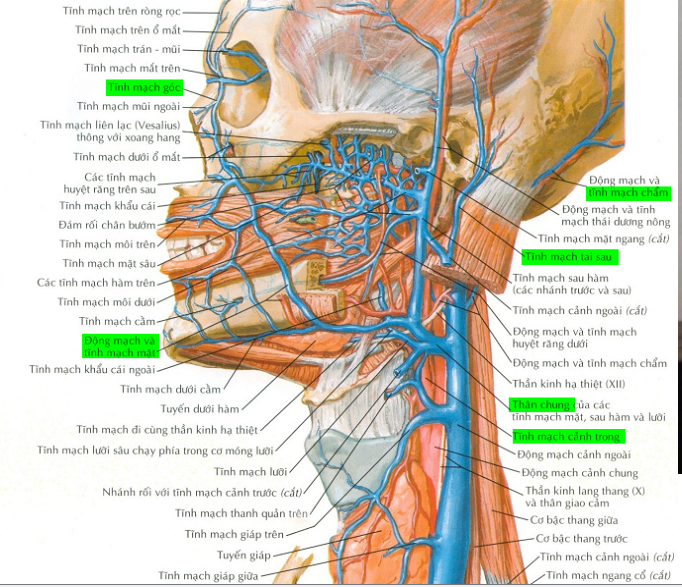 Tĩnh mạch trên ròng rọc
Tĩnh mạch trên ổ mắt
Tĩnh mạch trán - mũi
Tĩnh mạch mắt trên
Tĩnh mạch góc
Tĩnh mạch mũi ngoài
Tĩnh mạch liên lạc (Vesalius)
thông với xoang hang
Tĩnh mạch dưới ổ mắt
Các tĩnh mạch
huyệt răng trên sau
Tĩnh mạch khẩu cái
Đám rối chân bướm
Tĩnh mạch môi trên
Tĩnh mạch mặt sâu
Các tĩnh mạch hàm trên
Tĩnh mạch môi dưới
Tĩnh mạch cằm
Động mạch và
tĩnh mạch mặt
Tĩnh mạch khẩu cái ngoài
Tĩnh mạch dưới cằm
Tuyến dưới hàm
Tĩnh mạch đi cùng thần kinh hạ thiệt
Tĩnh mạch lưỡi sâu chạy phía trong cơ móng lưỡi
Tĩnh mạch lưỡi
Nhánh rối với tĩnh mạch cảnh trước (cắt)
Tĩnh mạch thanh quản trên
Tĩnh mạch giáp trên
Tuyến giáp
Tĩnh mạch giáp giữa
Động mạch và
tĩnh mạch chẩm
Động mạch và tĩnh
mạch thái dương nông
Tĩnh mạch mặt ngang (cắt)
Tĩnh mạch tai sau
Tĩnh mạch sau hàm
(các nhánh trước và sau)
Tĩnh mạch cảnh ngoài (cắt)
Động mạch và tĩnh mạch
huyệt răng dưới
Động mạch và tĩnh mạch chẩm
Thần kinh hạ thiệt (XII)
Thân chung của các
tĩnh mạch mặt, sau hàm và lưỡi
Tĩnh mạch cảnh trong
Động mạch cảnh ngoài
Động mạch cảnh chung
Thần kinh lang thang (X)
và thân giao cảm
Cơ bậc thang giữa
Cơ bậc thang trước
Tĩnh mạch cảnh ngoài (cắt)
Tĩnh mạch ngang cổ (cắt)